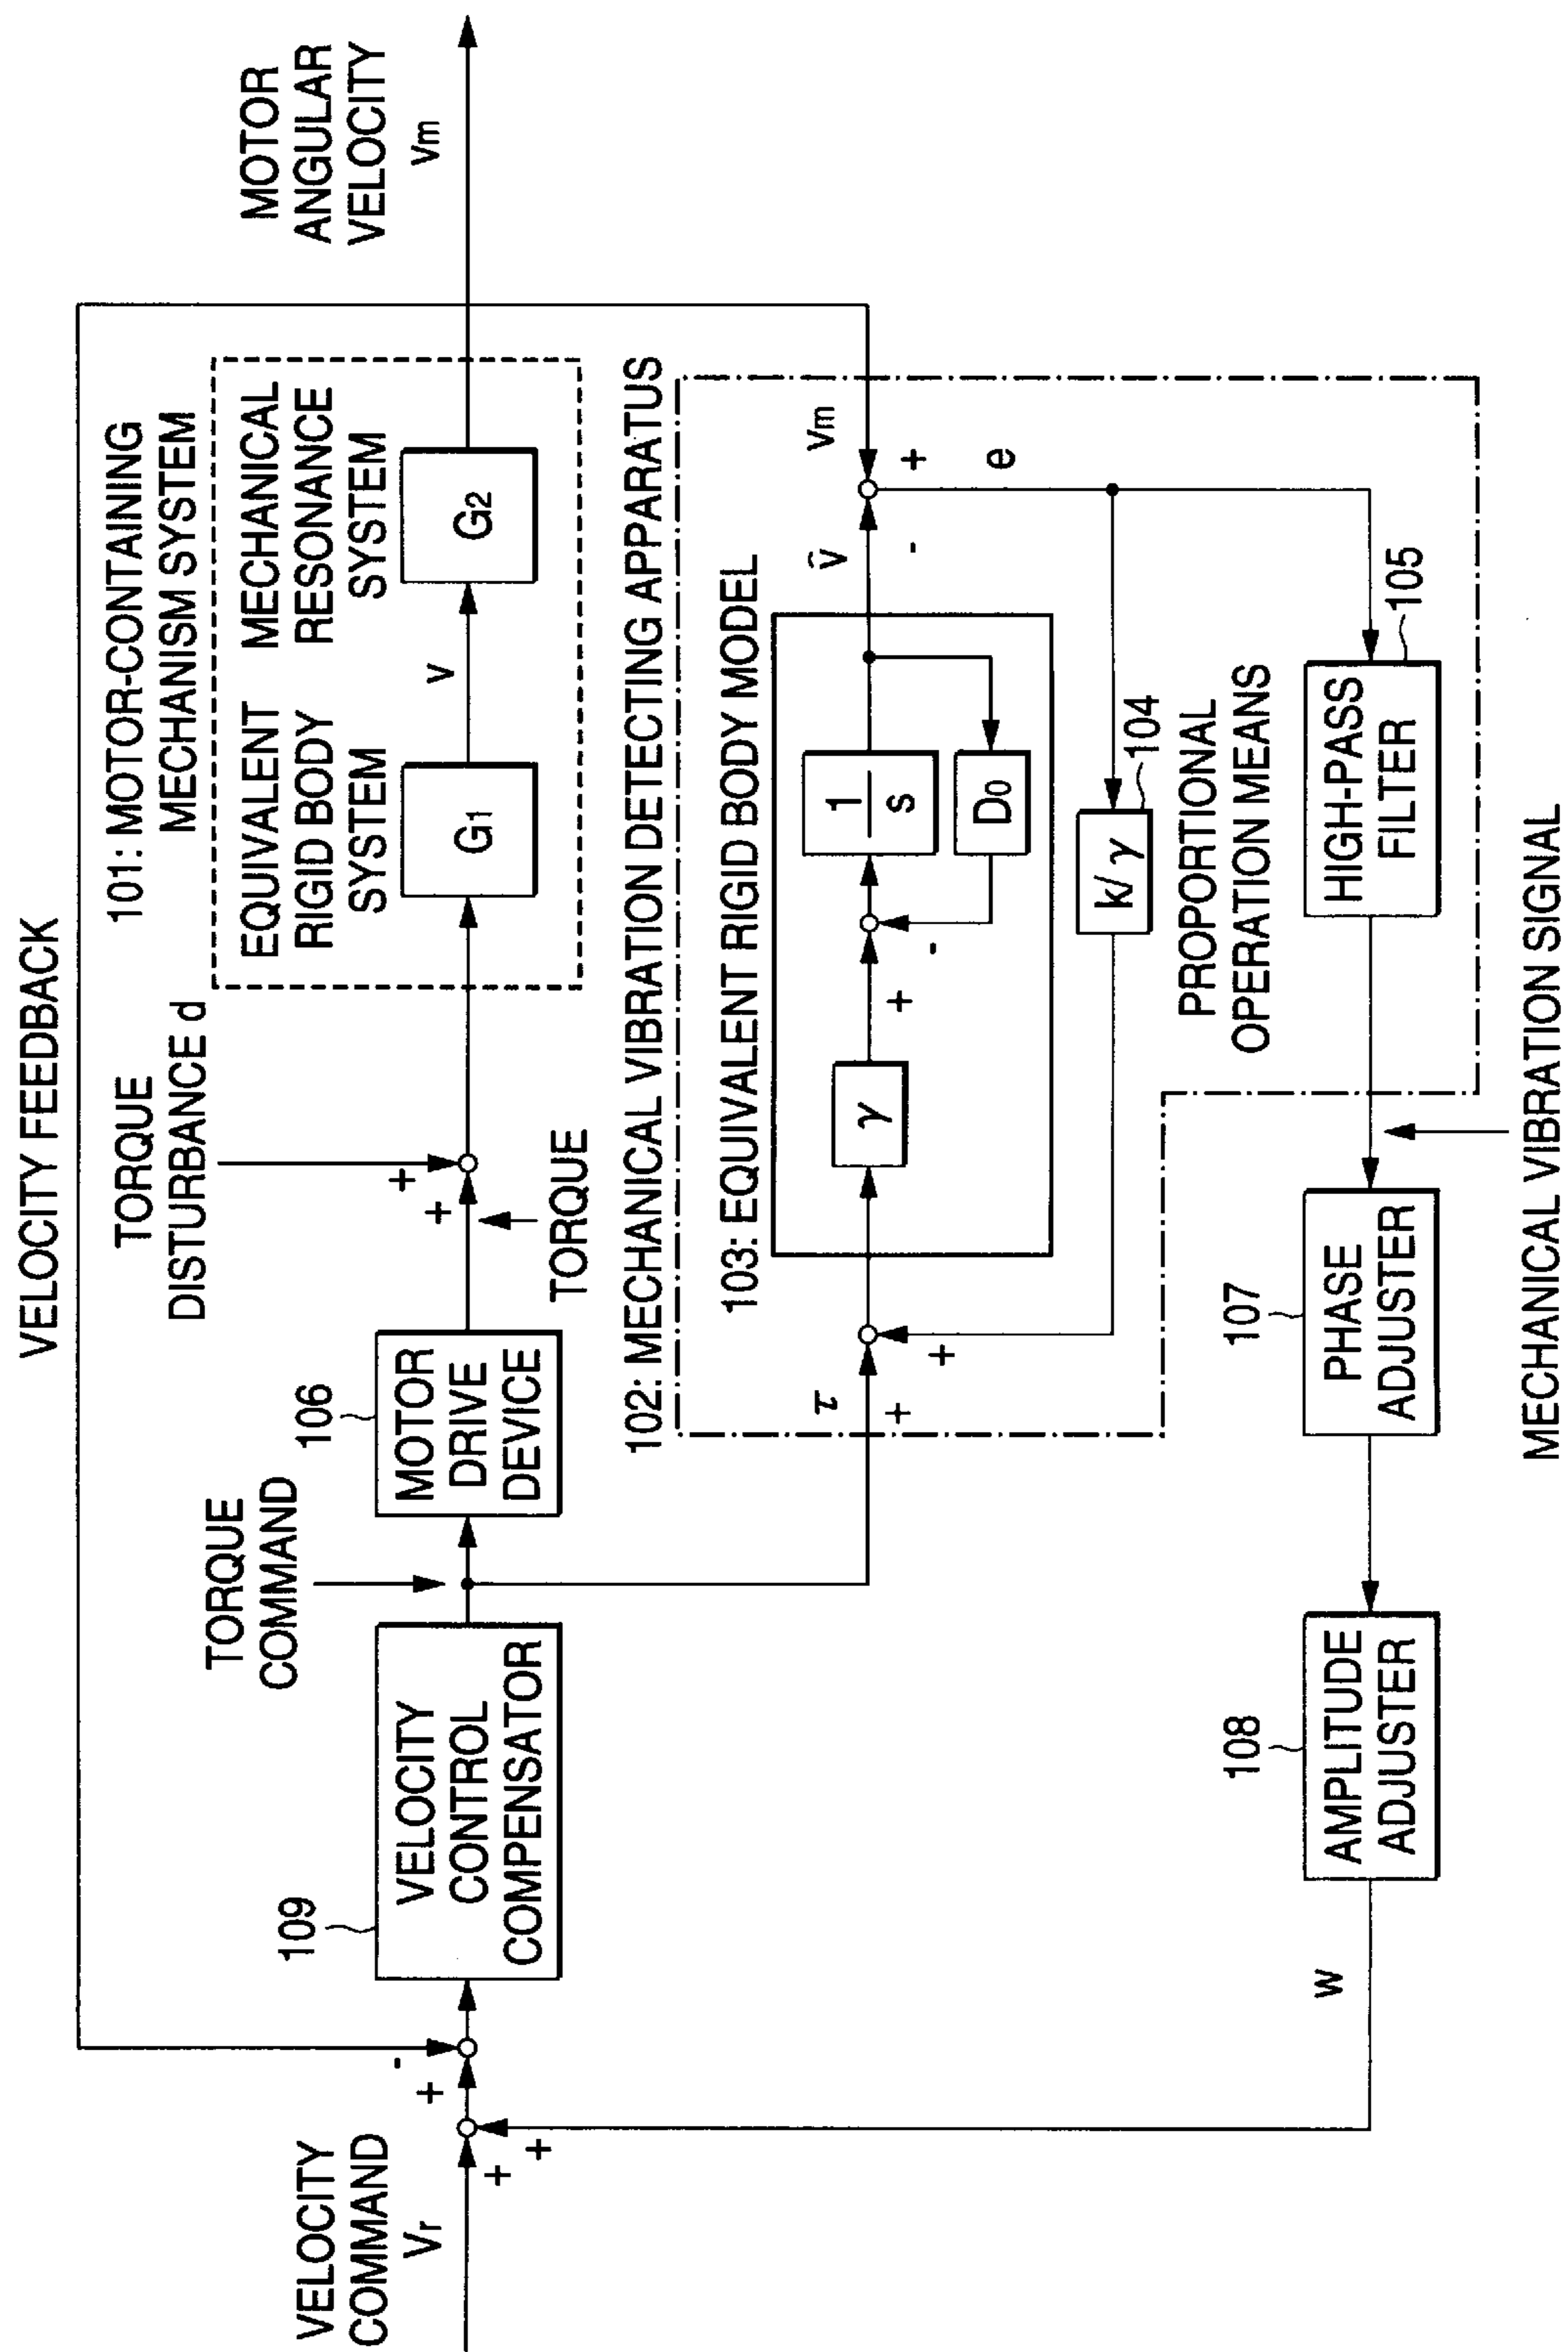 VELOCITY FEEDBACK
VELOCITY
COMMAND
Vr
+
+
+
-
109
VELOCITY
CONTROL
COMPENSATOR
TORQUE
COMMAND
106
MOTOR
DRIVE
DEVICE
TORQUE
DISTURBANCE d
+
+
TORQUE
101: MOTOR-CONTAINING
MECHANISM SYSTEM
EQUIVALENT
RIGID BODY
SYSTEM
G1
v
MECHANICAL
RESONANCE
SYSTEM
G2
MOTOR
ANGULAR
VELOCITY
vm
102: MECHANICAL VIBRATION DETECTING APPARATUS
103: EQUIVALENT RIGID BODY MODEL
τ
+
+
γ
+
-
1
s
D0
v̂
-
vm
+
e
k/γ
104
PROPORTIONAL
OPERATION MEANS
105
HIGH-PASS
FILTER
MECHANICAL VIBRATION SIGNAL
107
PHASE
ADJUSTER
108
AMPLITUDE
ADJUSTER
w